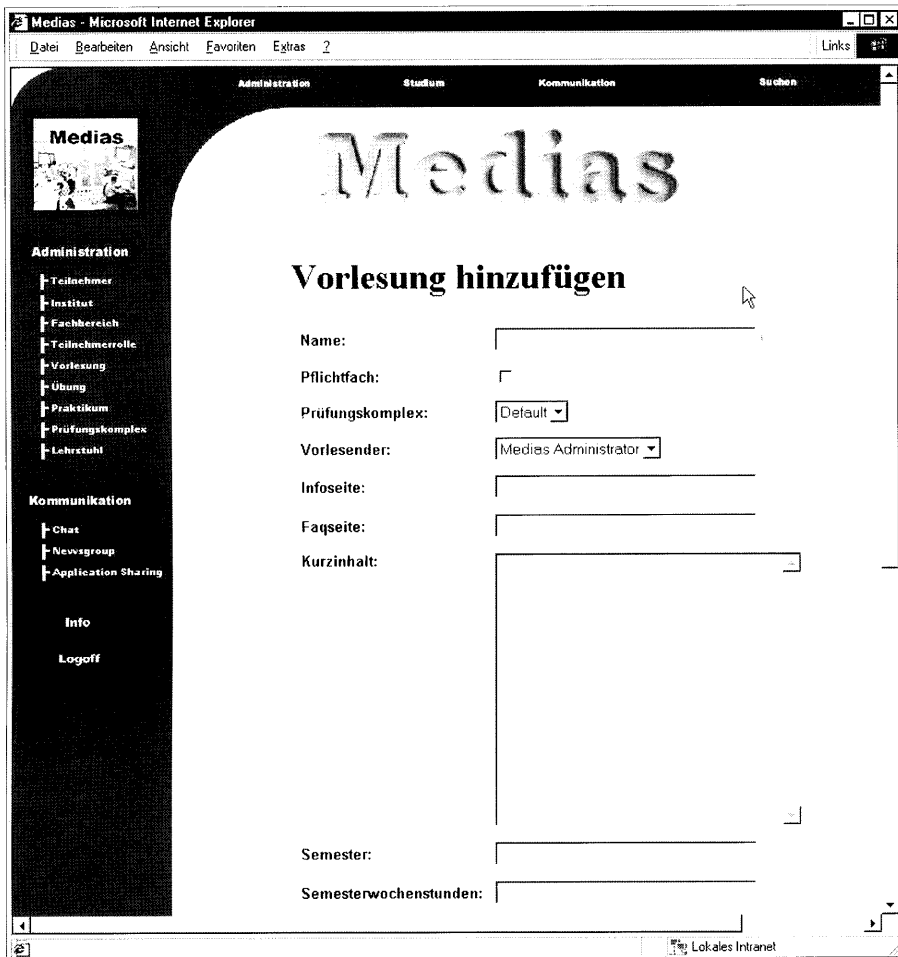 Medias - Microsoft Internet Explorer
Datei Bearbeiten Ansicht Favoriten Extras ? Links
Administration Studium Kommunikation Suchen
Medias
Medias
Administration
Teilnehmer
Institut
Fachbereich
Teilnehmerrolle
Vorlesung
Übung
Praktikum
Prüfungskomplex
Lehrstuhl
Kommunikation
Chat
Newsgroup
Application Sharing
Info
Logoff
Vorlesung hinzufügen
Name:
Pflichtfach:
Prüfungskomplex: Default
Vorlesender: Medias Administrator
Infoseite:
Faqseite:
Kurzinhalt:
Semester:
Semesterwochenstunden:
Lokales Intranet